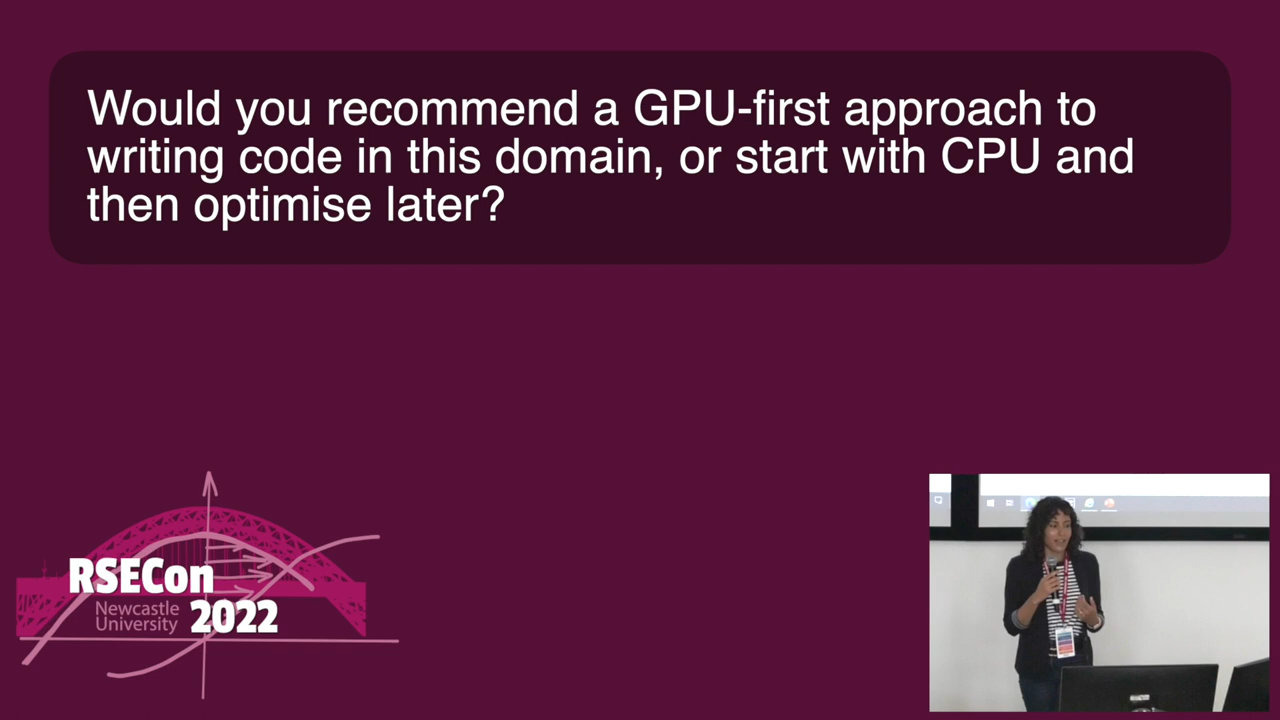 Would you recommend a GPU-first approach to
writing code in this domain, or start with CPU and
then optimise later?
RSECon
Newcastle
University 2022